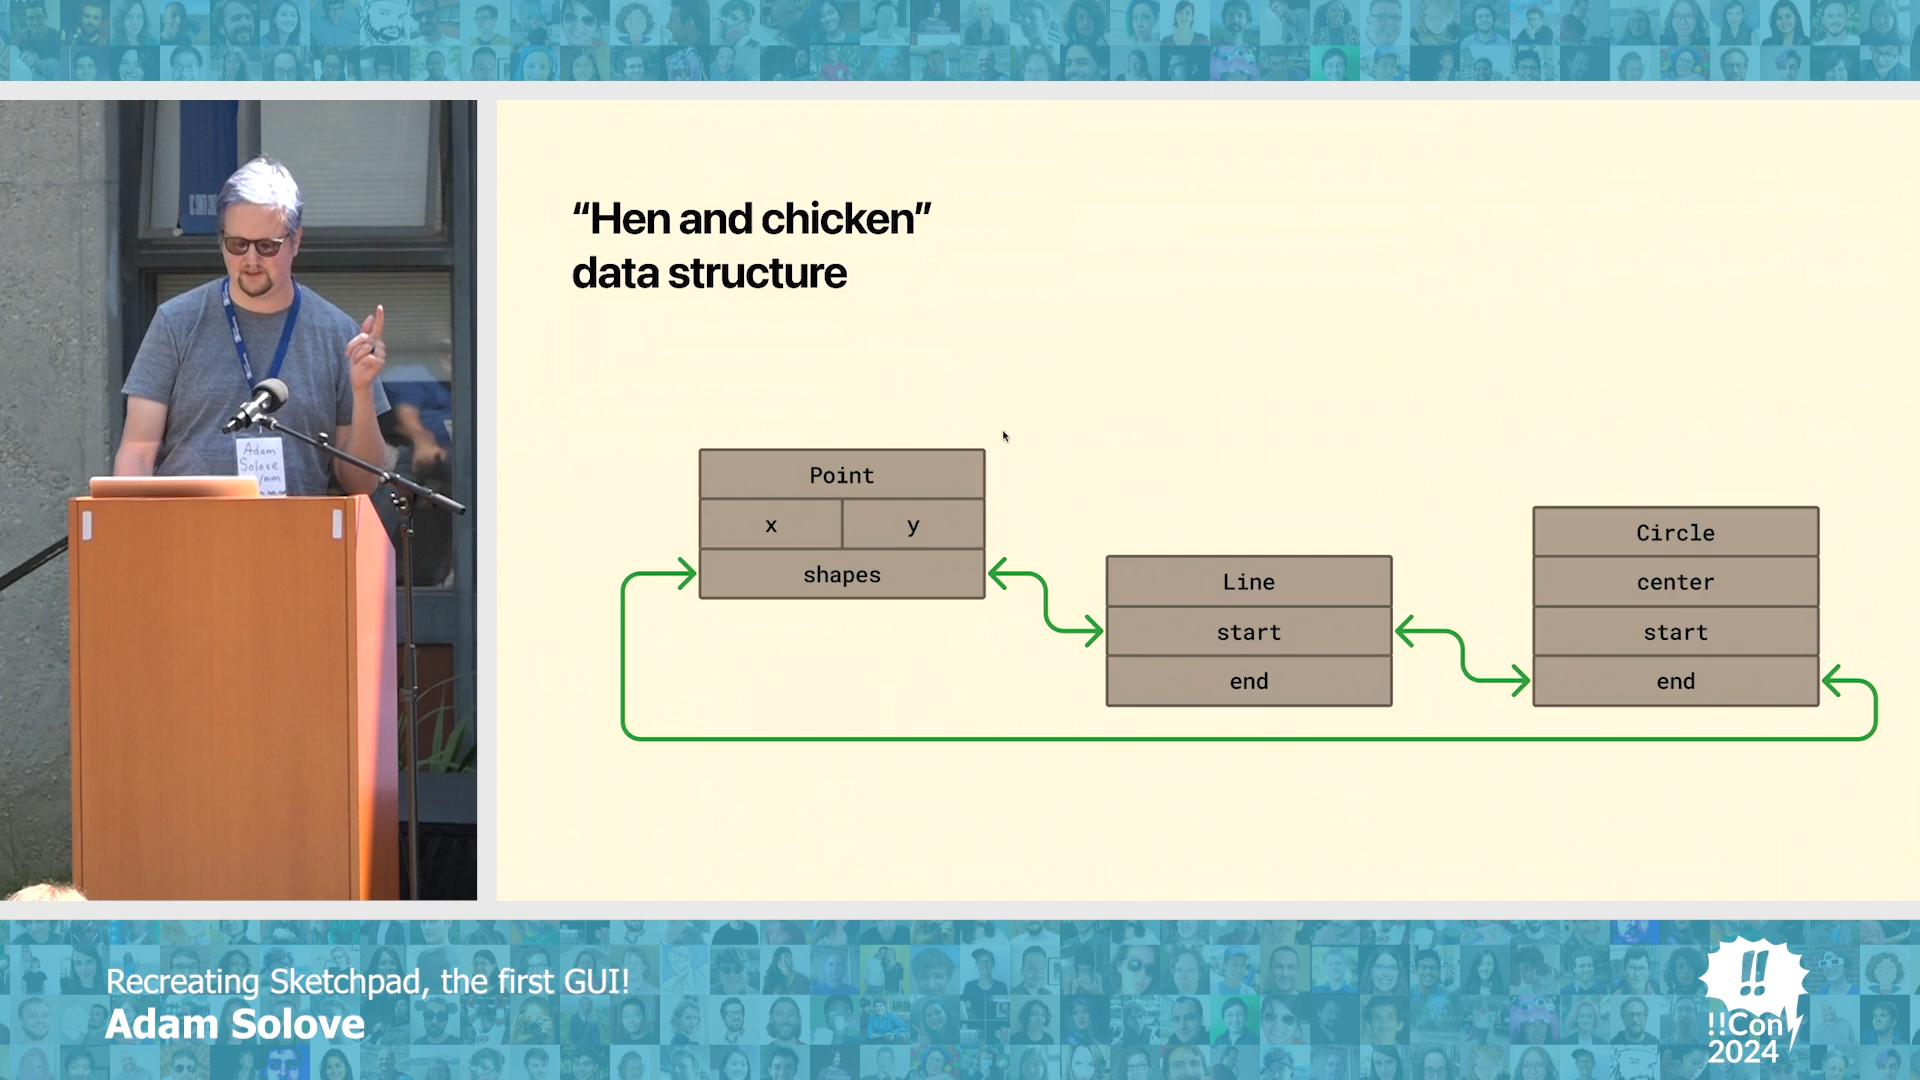 “Hen and chicken”
data structure
Point
x y
shapes
Line
start
end
Circle
center
start
end
Adam
Solove
Recreating Sketchpad, the first GUI!
Adam Solove
!!
!!Con
2024